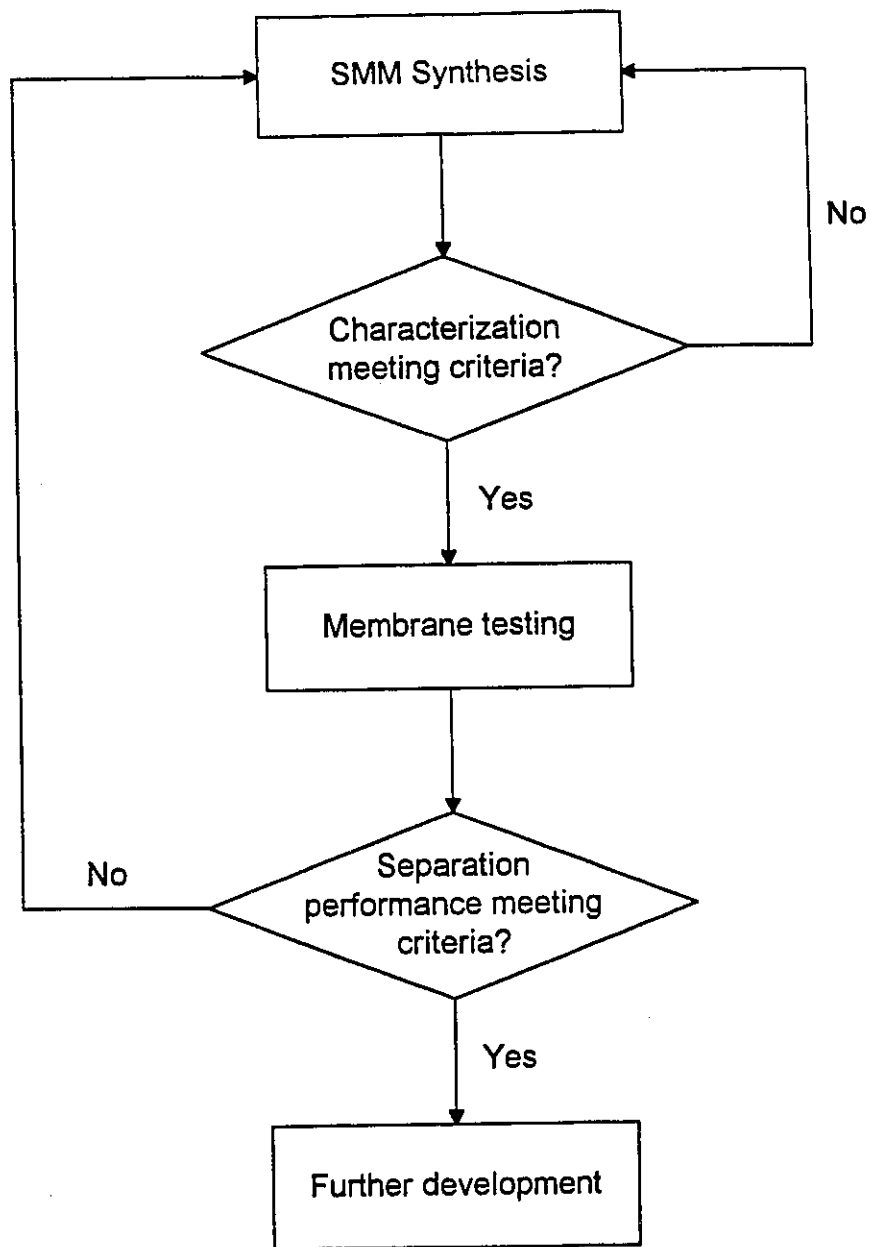 SMM Synthesis
No
Characterization
meeting criteria?
Yes
Membrane testing
No
Separation
performance meeting
criteria?
Yes
Further development